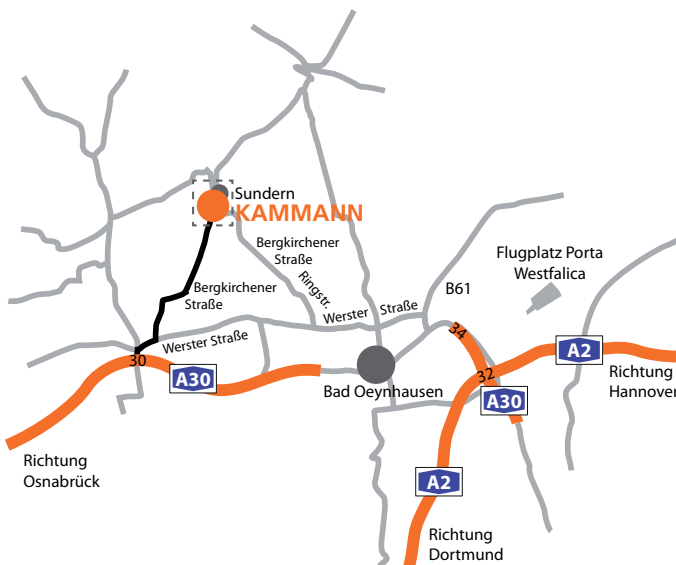 Sundern
KAMMANN
Bergkirchener
Straße
Ringstr.
Flugplatz Porta
Westfalica
B61
Bergkirchener
Straße
Werster
Straße
Werster Straße
34
30
A30
32
A2
Richtung
Hannover
Bad Oeynhausen
A30
Richtung
Osnabrück
A2
Richtung
Dortmund